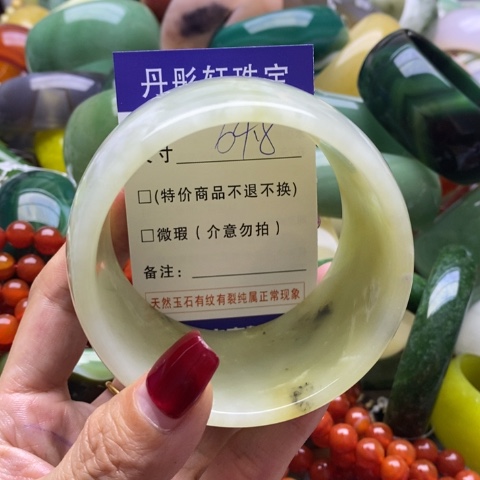 丹彤轩珠宝
尺寸 64.8
□(特价商品不退不换)
□微瑕(介意勿拍)
备注:
天然玉石有纹有裂纯属正常现象